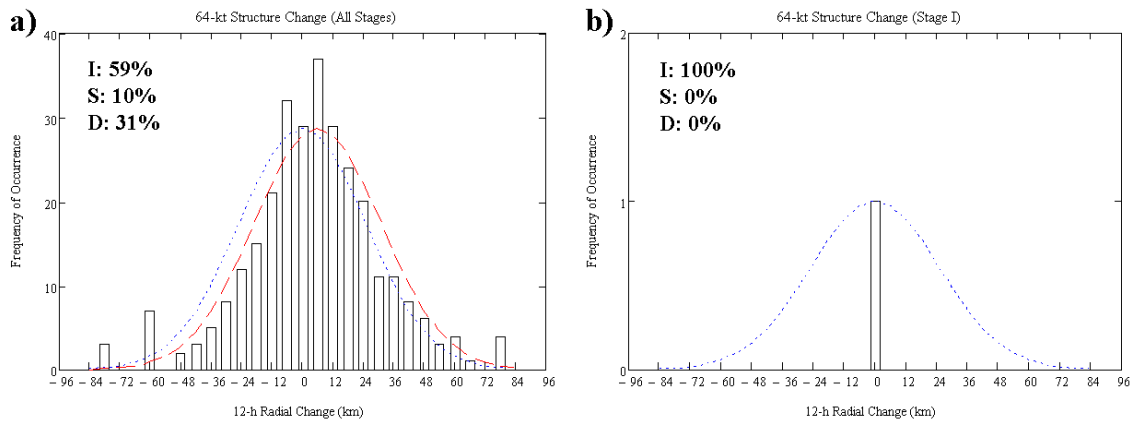 a)
64-kt Structure Change (All Stages)
I: 59%
S: 10%
D: 31%
Frequency of Occurrence
40
30
20
10
0
− 96 − 84 − 72 − 60 − 48 − 36 − 24 − 12 0 12 24 36 48 60 72 84 96
12-h Radial Change (km)
b)
64-kt Structure Change (Stage I)
I: 100%
S: 0%
D: 0%
Frequency of Occurrence
2
1
0
− 96 − 84 − 72 − 60 − 48 − 36 − 24 − 12 0 12 24 36 48 60 72 84 96
12-h Radial Change (km)